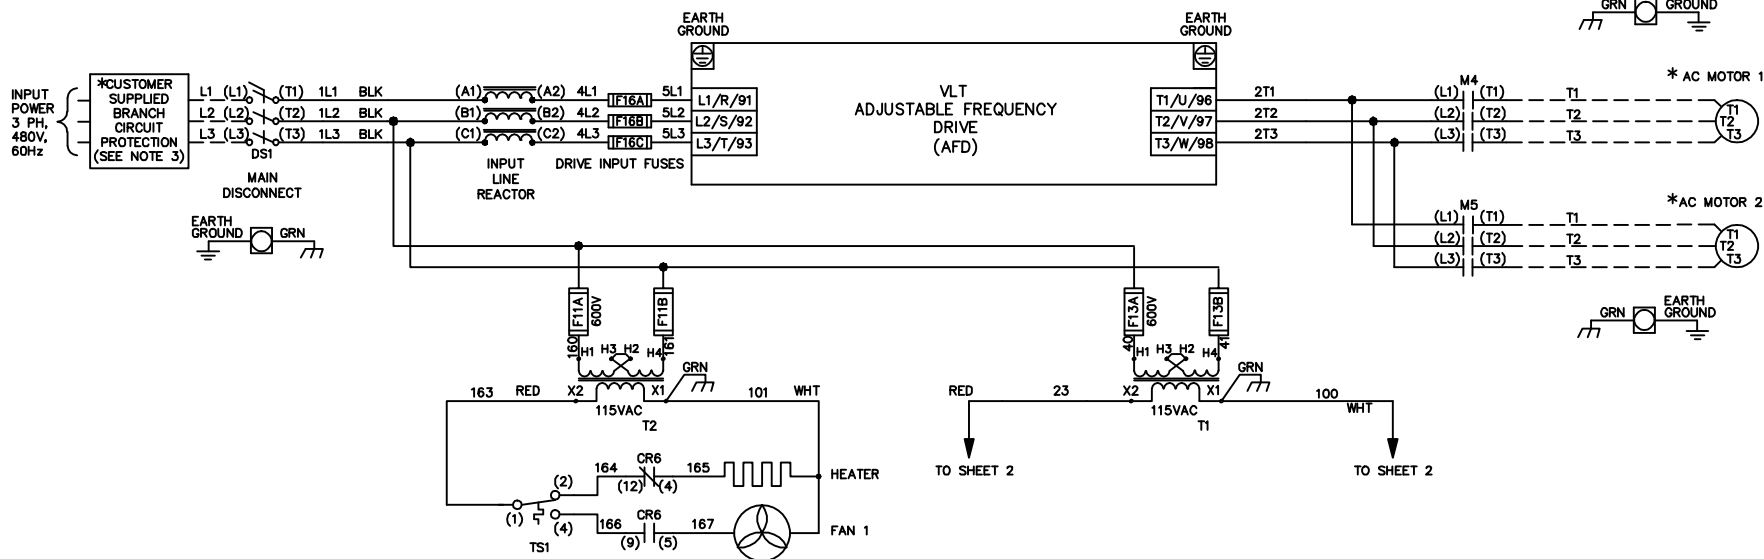 GRN GROUND
EARTH
GROUND
EARTH
GROUND
INPUT
POWER
3 PH,
480V,
60Hz
*CUSTOMER
SUPPLIED
BRANCH
CIRCUIT
PROTECTION
(SEE NOTE 3)
L1 (L1) (T1) 1L1 BLK (A1) (A2) 4L1 F16A 5L1 L1/R/91
L2 (L2) (T2) 1L2 BLK (B1) (B2) 4L2 F16B 5L2 L2/S/92
L3 (L3) (T3) 1L3 BLK (C1) (C2) 4L3 F16C 5L3 L3/T/93
DS1
MAIN
DISCONNECT
INPUT
LINE
REACTOR
DRIVE INPUT FUSES
VLT
ADJUSTABLE FREQUENCY
DRIVE
(AFD)
T1/U/96 2T1
T2/V/97 2T2
T3/W/98 2T3
M4
(L1) (T1) T1
(L2) (T2) T2
(L3) (T3) T3
* AC MOTOR 1
T1
T2
T3
M5
(L1) (T1) T1
(L2) (T2) T2
(L3) (T3) T3
*AC MOTOR 2
T1
T2
T3
EARTH
GROUND GRN
GRN EARTH
GROUND
F11A
600V
F11B
160
161
H1 H3 H2 H4
GRN
163 RED X2 X1 101 WHT
115VAC
T2
F13A
600V
F13B
40
41
H1 H3 H2 H4
GRN
RED 23 X2 X1 100 WHT
115VAC
T1
TO SHEET 2
TO SHEET 2
(2) 164 CR6 165 HEATER
(12) (4)
(1)
(4) 166 CR6 167 FAN 1
(9) (5)
TS1